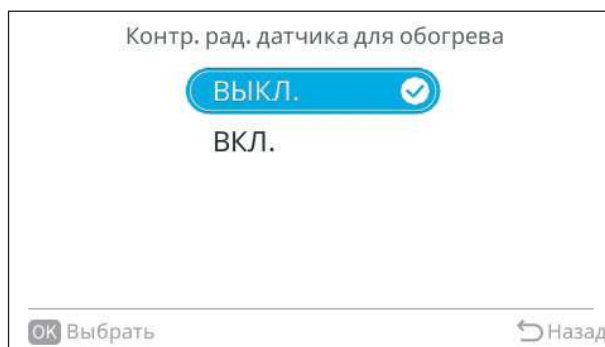 Контр. рад. датчика для обогрева
ВЫКЛ.
ВКЛ.
OK Выбрать
Назад